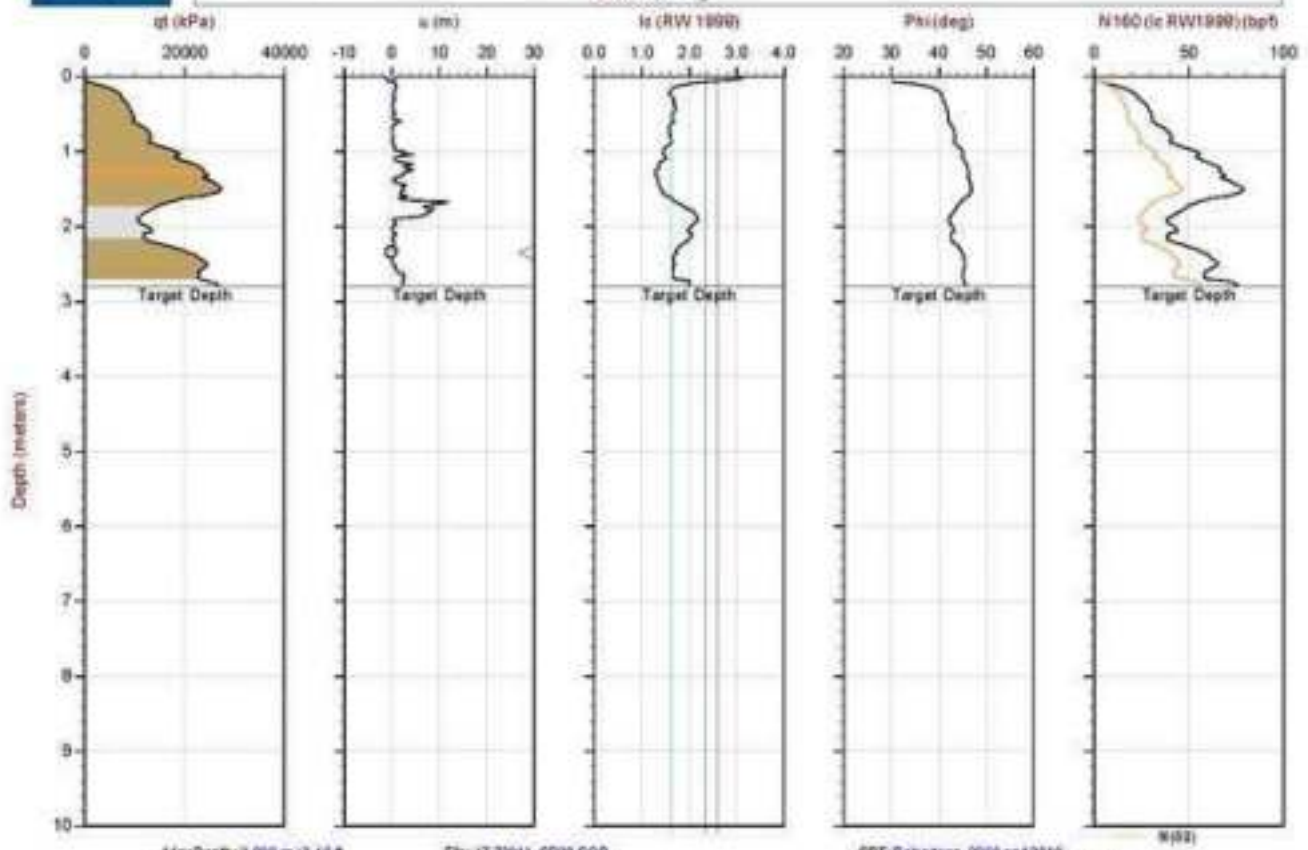 qt (kPa) u (m) Ic (RW 1998) Phi (deg) N160 (Ic RW1998) (bpf)
0 20000 40000 -10 0 10 20 30 0.0 1.0 2.0 3.0 4.0 20 30 40 50 60 0 50 100
0
1
2
Target Depth Target Depth Target Depth Target Depth Target Depth
3
4
5
6
7
8
9
10
Depth (meters)
N(60)